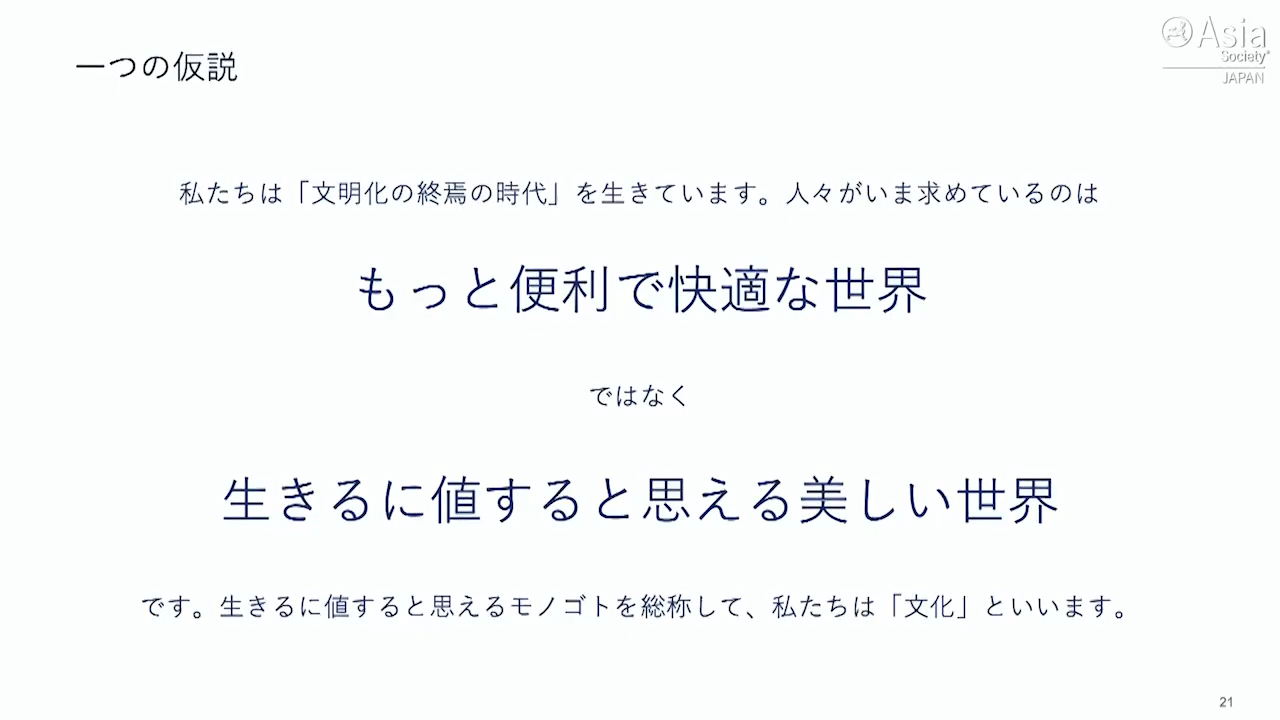 一つの仮説
Asia
Society
JAPAN
私たちは「文明化の終焉の時代」を生きています。人々がいま求めているのは
もっと便利で快適な世界
ではなく
生きるに値すると思える美しい世界
です。生きるに値すると思えるモノゴトを総称して、私たちは「文化」といいます。
21